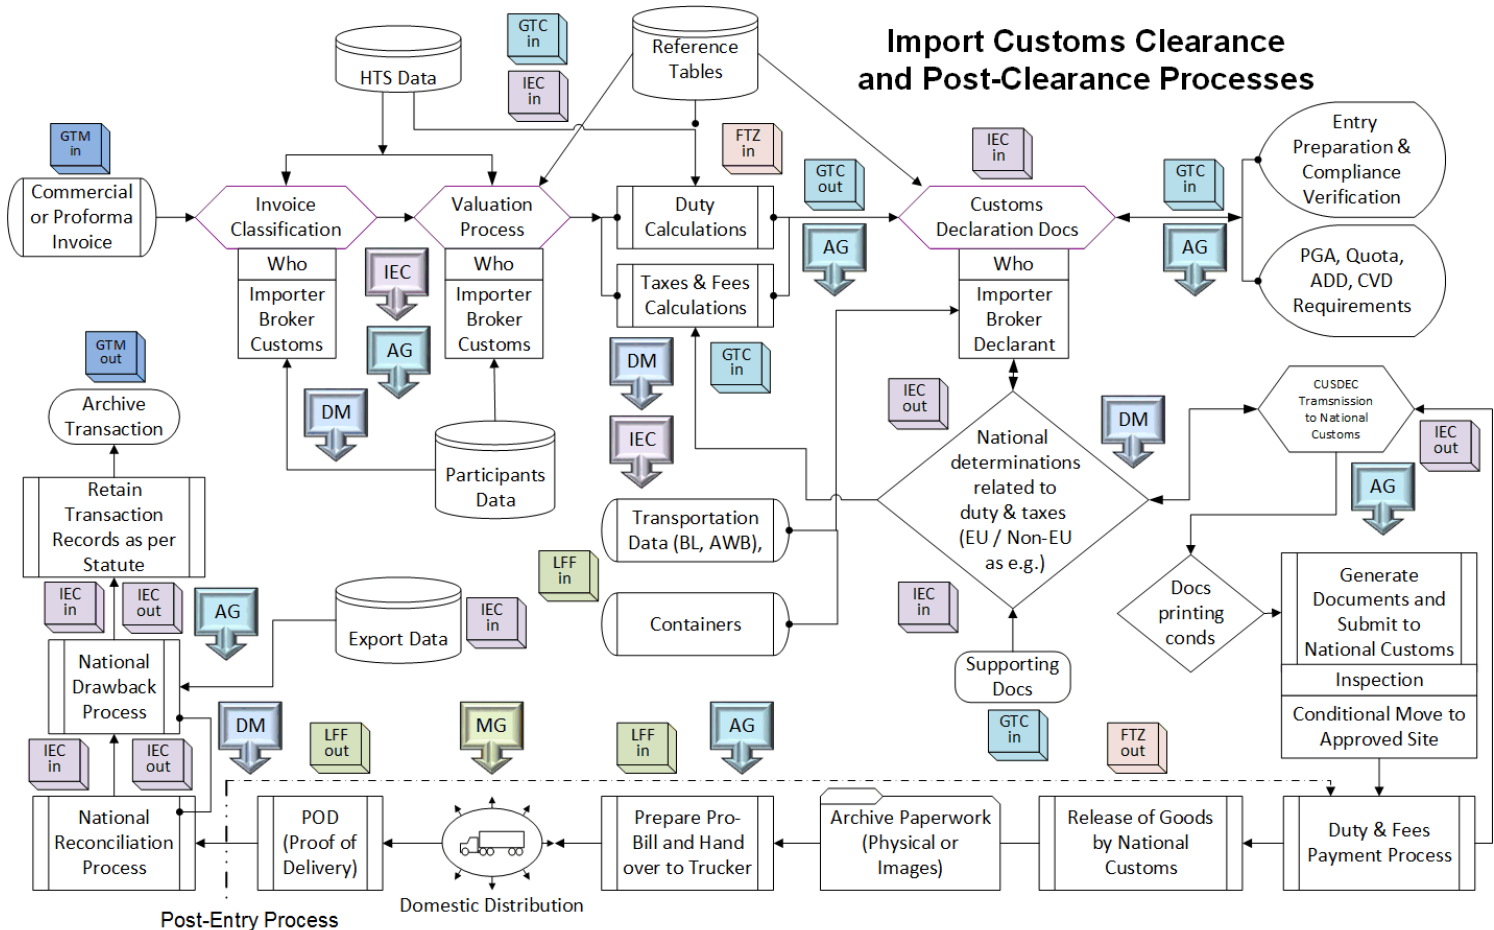 Import Customs Clearance
and Post-Clearance Processes
HTS Data
GTC
in
IEC
in
Reference
Tables
GTM
in
FTZ
in
IEC
in
GTC
out
GTC
in
Entry
Preparation &
Compliance
Verification
Commercial
or Proforma
Invoice
Invoice
Classification
Valuation
Process
Duty
Calculations
Customs
Declaration Docs
AG
AG
Who
Importer
Broker
Customs
IEC
AG
Who
Importer
Broker
Customs
Taxes & Fees
Calculations
Who
Importer
Broker
Declarant
PGA, Quota,
ADD, CVD
Requirements
GTM
out
Archive
Transaction
DM
DM
GTC
in
IEC
IEC
out
DM
CUSDEC
Tramsnission
to National
Customs
IEC
out
AG
Participants
Data
National
determinations
related to
duty & taxes
(EU / Non-EU
as e.g.)
Retain
Transaction
Records as per
Statute
Transportation
Data (BL, AWB),
LFF
in
Containers
IEC
in
IEC
out
AG
Export Data
IEC
in
IEC
in
Docs
printing
conds
Generate
Documents and
Submit to
National Customs
Inspection
Conditional Move to
Approved Site
National
Drawback
Process
Supporting
Docs
IEC
in
IEC
out
DM
LFF
out
MG
LFF
in
AG
GTC
in
FTZ
out
National
Reconciliation
Process
POD
(Proof of
Delivery)
Domestic Distribution
Prepare Pro-
Bill and Hand
over to Trucker
Archive Paperwork
(Physical or
Images)
Release of Goods
by National
Customs
Duty & Fees
Payment Process
Post-Entry Process